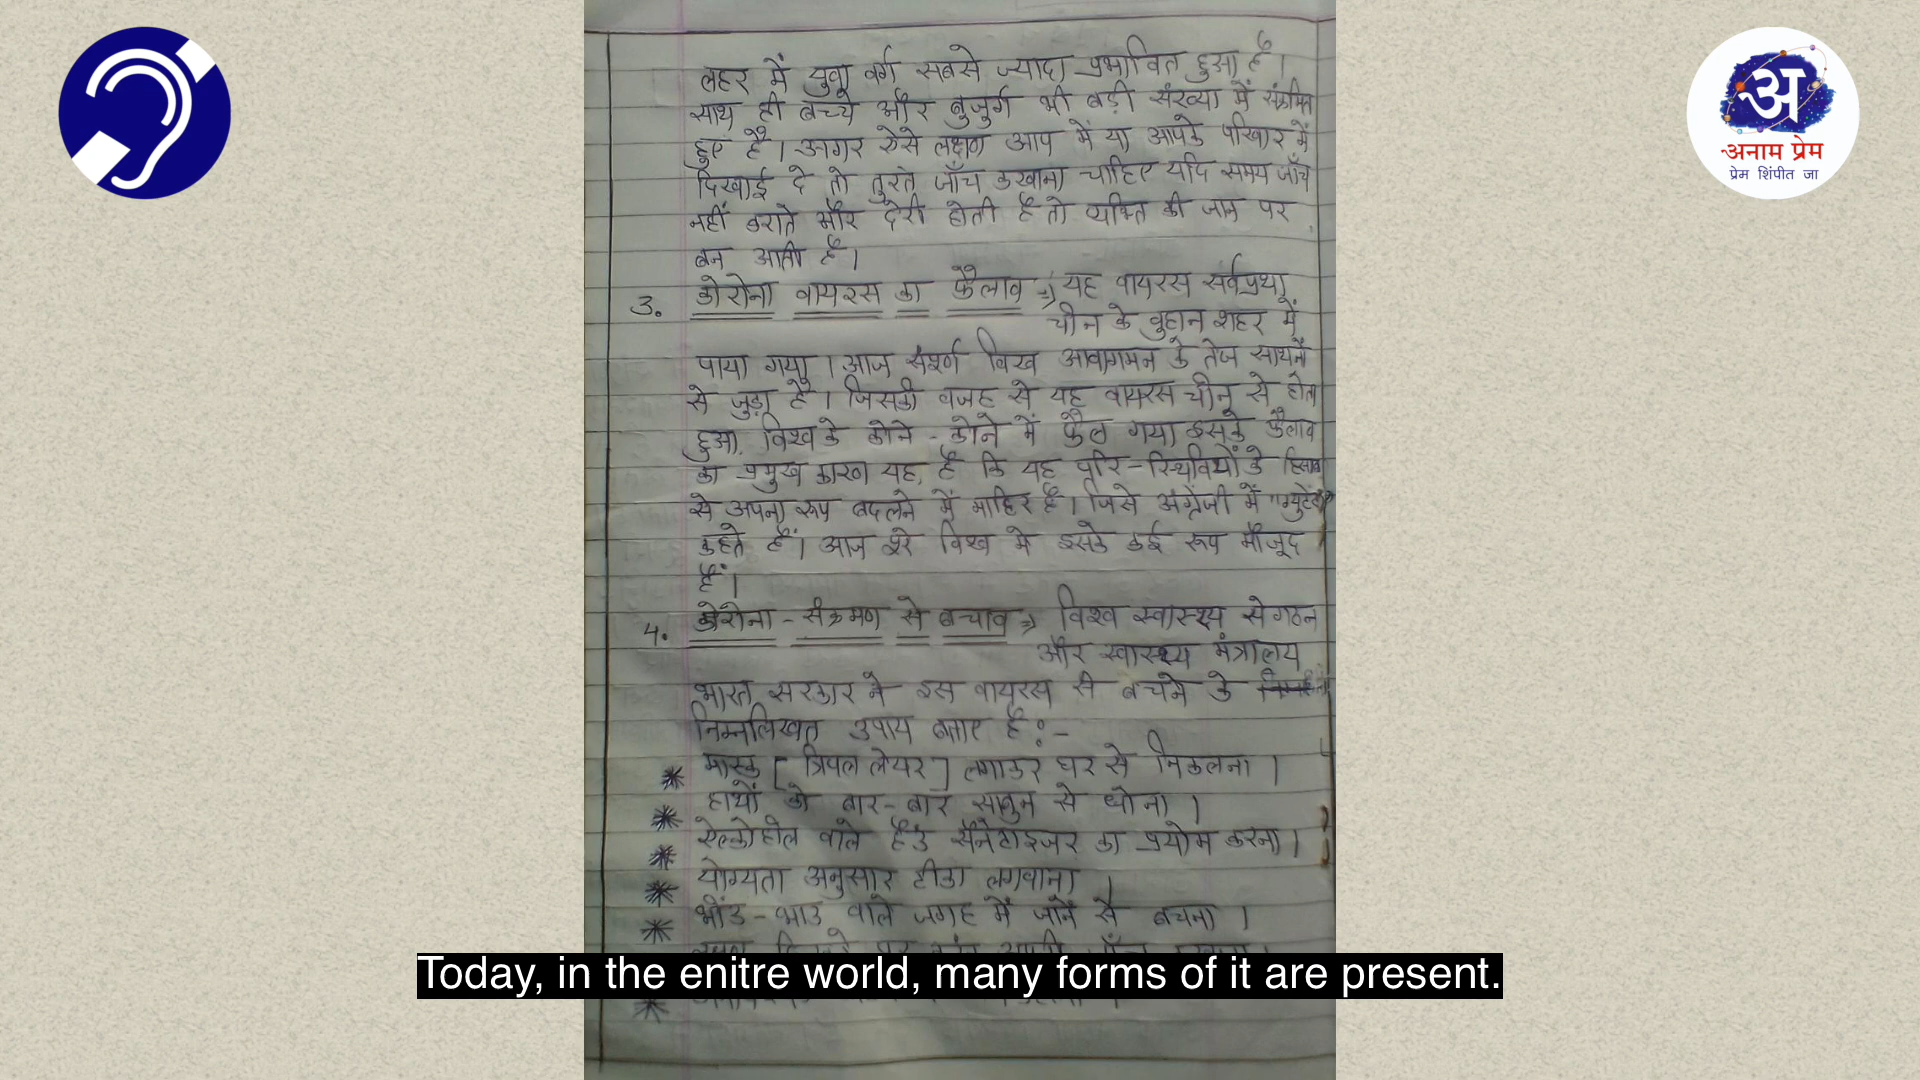 लहर में युवा वर्ग सबसे ज्यादा प्रभावित हुआ है।
साथ ही बच्चे और बुजुर्ग भी बड़ी संख्या में संक्रमित
हुए है। अगर ऐसे लक्षण आप में या आपके परिवार में
दिखाई दे तो तुरंत जाँच करवाना चाहिए यदि समय जाँच
नहीं कराते और देरी होती है तो व्यक्ति की जान पर
बन आती है।
3. कोरोना वायरस का फैलाव ⇒ यह वायरस सर्वप्रथा
चीन के वुहान शहर में
पाया गया। आज संपूर्ण विश्व आवागमन के तेज साधनों
से जुड़ा है। जिसकी वजह से यह वायरस चीन से होता
हुआ विश्व के कोने - कोने में फैल गया इसके फैलाव
का प्रमुख कारण यह है कि यह परि-स्थितियों के हिसाब
से अपना रूप बदलने में माहिर है। जिसे अंग्रेजी में
कहते हैं। आज पूरे विश्व मे इसके कई रूप मौजूद
हैं।
4. कोरोना - संक्रमण से बचाव ⇒ विश्व स्वास्थ्य संगठन
और स्वास्थ्य मंत्रालय
भारत सरकार ने इस वायरस से बचने के
निम्नलिखत उपाय बताए है:-
* मास्क [ त्रिपल लेयर ] लगाकर घर से निकलना।
* हाथों को बार-बार साबुन से धोना।
* ऐल्कोहोल वाले हैंड सैनेटाइजर का प्रयोग करना।
* योग्यता अनुसार टीका लगवाना।
* भीड - भाड वाले जगह में जानें से बचना।
Today, in the enitre world, many forms of it are present.
अ
अनाम प्रेम
प्रेम शिंपीत जा